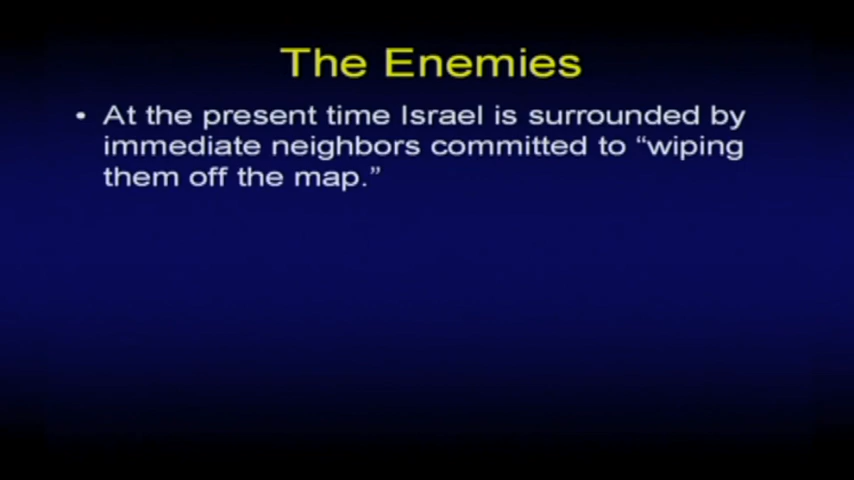 The Enemies
• At the present time Israel is surrounded by
immediate neighbors committed to “wiping
them off the map.”